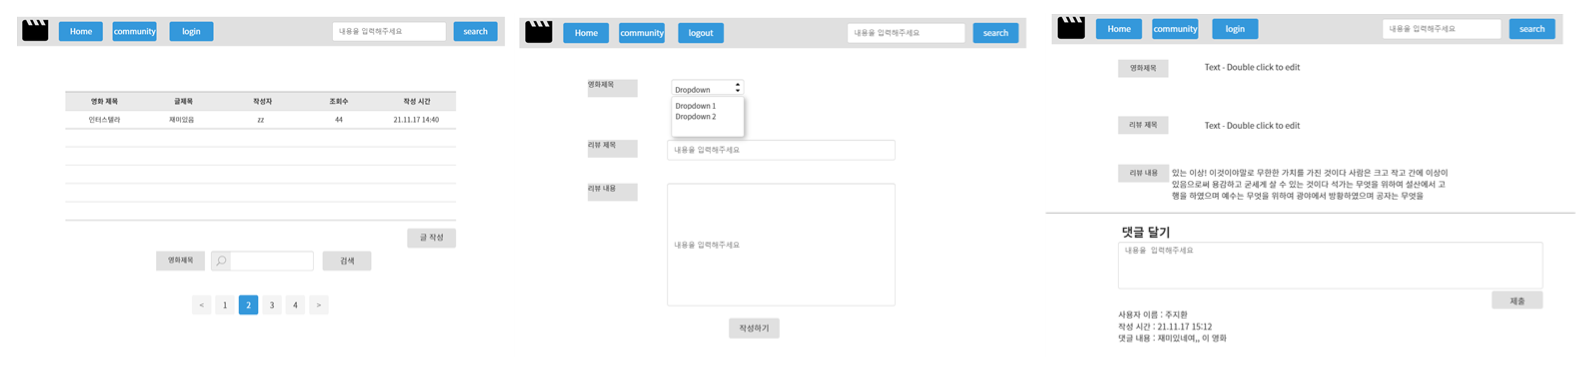 Home community login 내용을 입력해주세요 search
영화 제목 글제목 작성자 조회수 작성 시간
인터스텔라 재미있음 zz 44 21.11.17 14:40
글 작성
영화제목 검색
< 1 2 3 4 >
Home community logout 내용을 입력해주세요 search
영화제목 Dropdown
Dropdown 1
Dropdown 2
리뷰 제목 내용을 입력해주세요
리뷰 내용
내용을 입력해주세요
작성하기
Home community login 내용을 입력해주세요 search
영화제목 Text - Double click to edit
리뷰 제목 Text - Double click to edit
리뷰 내용 있는 이상! 이것이야말로 무한한 가치를 가진 것이다 사람은 크고 작고 간에 이상이
있음으로써 용감하고 굳세게 살 수 있는 것이다 석가는 무엇을 위하여 설산에서 고
행을 하였으며 예수는 무엇을 위하여 광야에서 방황하였으며 공자는 무엇을
댓글 달기
내용을 입력해주세요
제출
사용자 이름 : 주지환
작성 시간 : 21.11.17 15:12
댓글 내용 : 재미있네여,, 이 영화